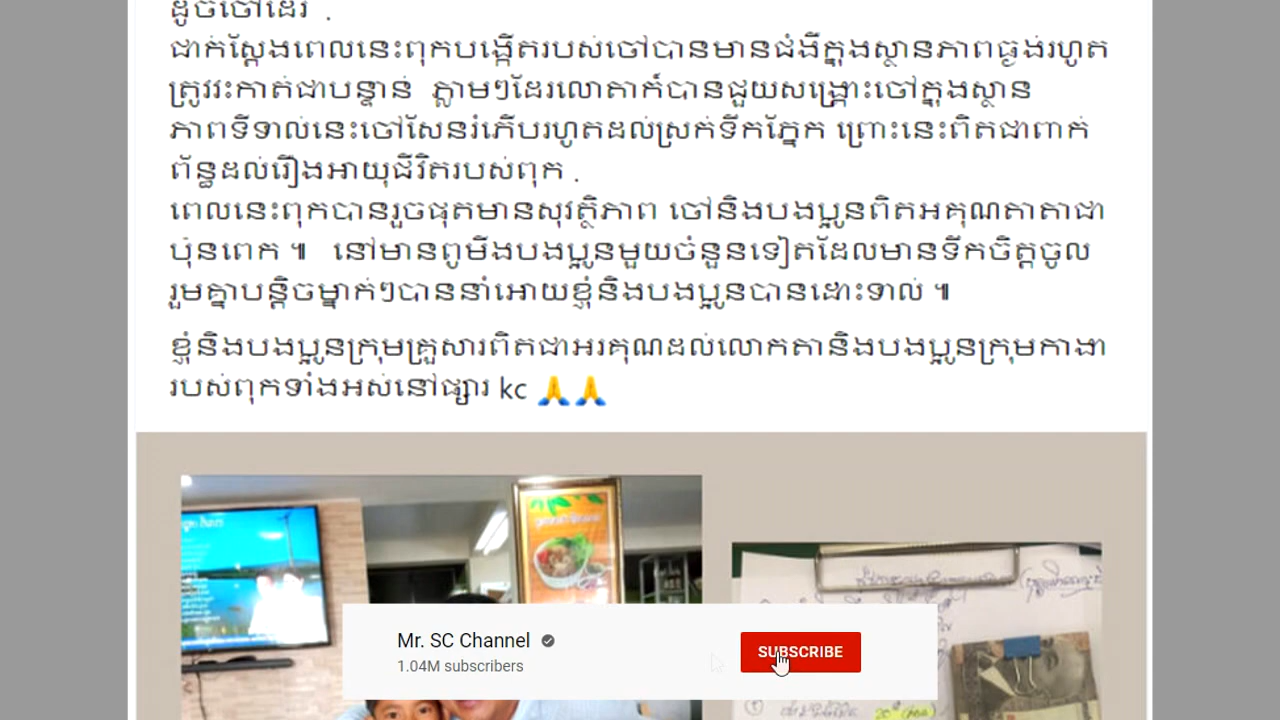 ដូចចៅដែរ .
ជាក់ស្តែងពេលនេះពុកបង្កើតរបស់ចៅបានមានជំងឺក្នុងស្ថានភាពធ្ងង់រហូត
ត្រូវវះកាត់ជាបន្ទាន់ ភ្លាមៗដែរលោតាក៍បានជួយសង្គ្រោះចៅក្នុងស្ថាន
ភាពទីទាល់នេះចៅសែនរំភើបរហូតដល់ស្រក់ទឹកភ្នែក ព្រោះនេះពិតជាពាក់
ព័ន្ធដល់រឿងអាយុជីវិតរបស់ពុក .
ពេលនេះពុកបានរួចផុតមានសុវត្ថិភាព ចៅនិងបងប្អូនពិតអគុណតាតាជា
ប៉ុនពេក ៕ នៅមានពូមីងបងប្អូនមួយចំនួនទៀតដែលមានទឹកចិត្តចូល
រួមគ្នាបន្តិចម្នាក់ៗបាននាំអោយខ្ញុំនិងបងប្អូនបានដោះទាល់ ៕
ខ្ញុំនិងបងប្អូនក្រុមគ្រួសារពិតជាអរគុណដល់លោកតានិងបងប្អូនក្រុមកាងា
របស់ពុកទាំងអស់នៅផ្សារ kc 🙏🙏
Mr. SC Channel
1.04M subscribers
SUBSCRIBE